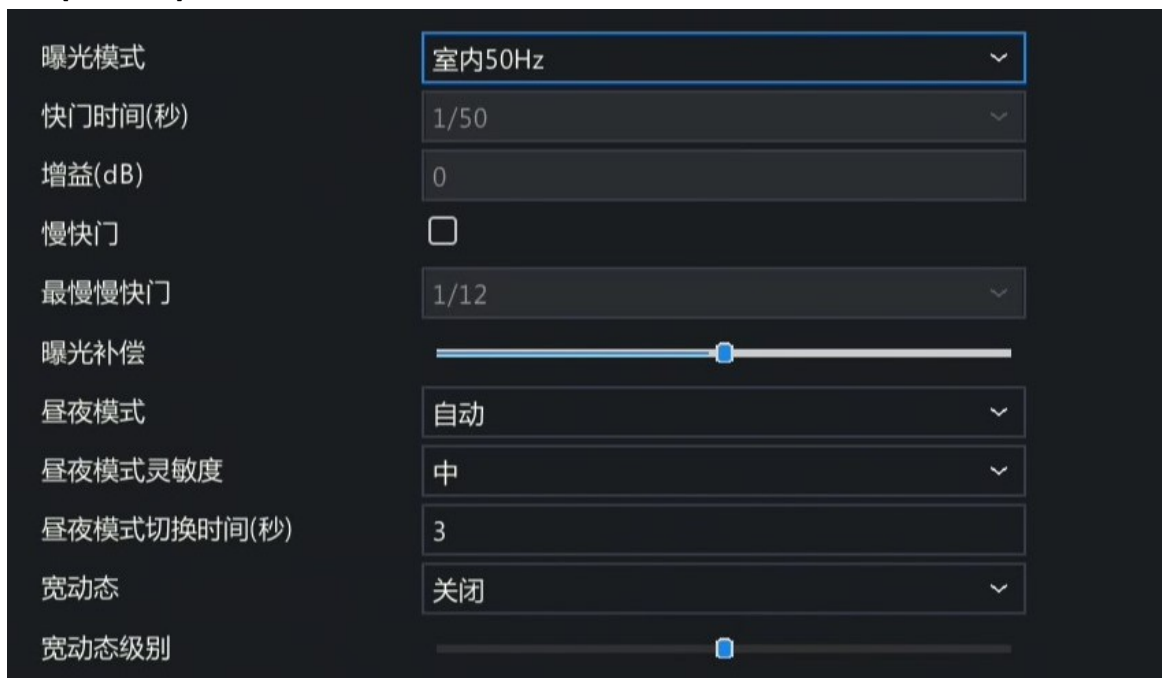 曝光模式 室内50Hz
快门时间(秒) 1/50
增益(dB) 0
慢快门
最慢慢快门 1/12
曝光补偿
昼夜模式 自动
昼夜模式灵敏度 中
昼夜模式切换时间(秒) 3
宽动态 关闭
宽动态级别